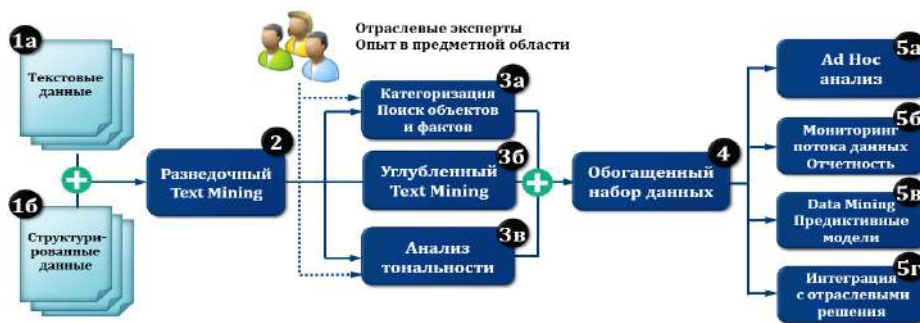 1а
Текстовые
данные
1б
Структури-
рованные
данные
2
Разведочный
Text Mining
Отраслевые эксперты
Опыт в предметной области
3а
Категоризация
Поиск объектов
и фактов
3б
Углубленный
Text Mining
3в
Анализ
тональности
4
Обогащенный
набор данных
5а
Ad Hoc
анализ
5б
Мониторинг
потока данных
Отчетность
5в
Data Mining
Предиктивные
модели
5г
Интеграция
с отраслевыми
решения